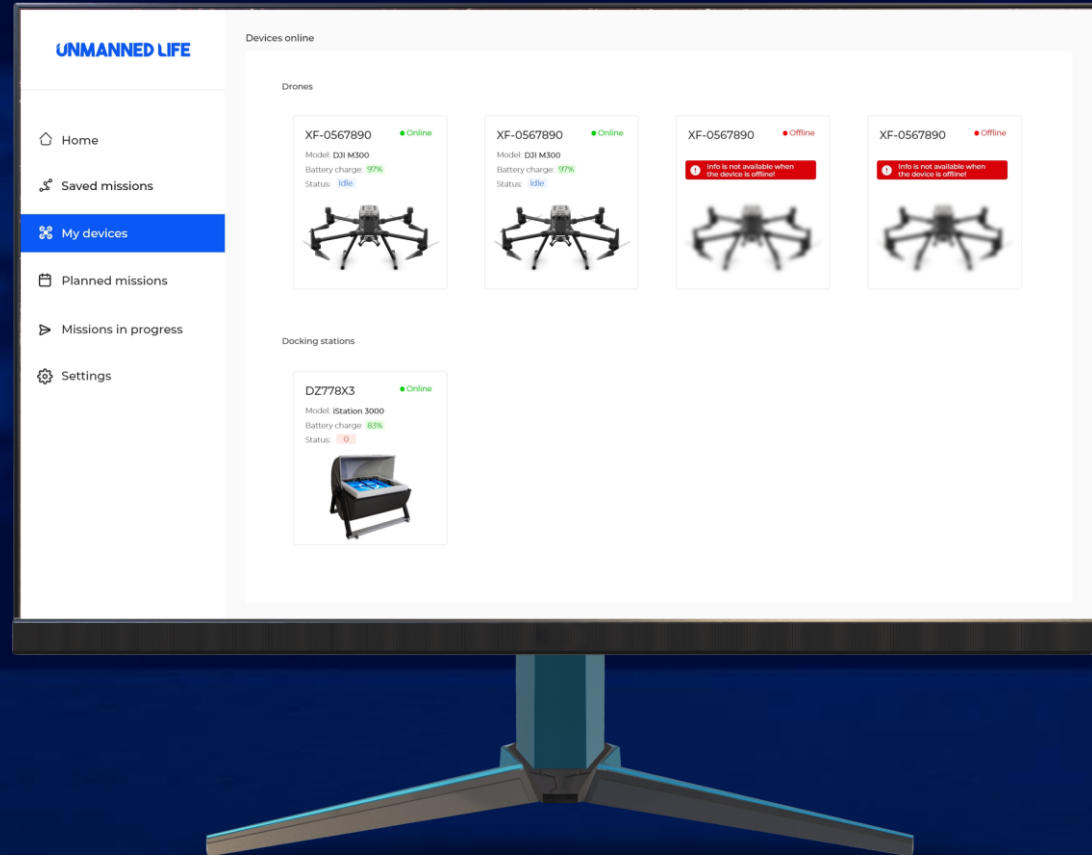 UNMANNED LIFE
Home
Saved missions
My devices
Planned missions
Missions in progress
Settings
Devices online
Drones
XF-0567890
Online
Model: DJI M300
Battery charge: 97%
Status: Idle
XF-0567890
Online
Model: DJI M300
Battery charge: 97%
Status: Idle
XF-0567890
Offline
Info is not available when
the device is offline!
XF-0567890
Offline
Info is not available when
the device is offline!
Docking stations
DZ778X3
Online
Model: iStation 3000
Battery charge: 83%
Status: 0